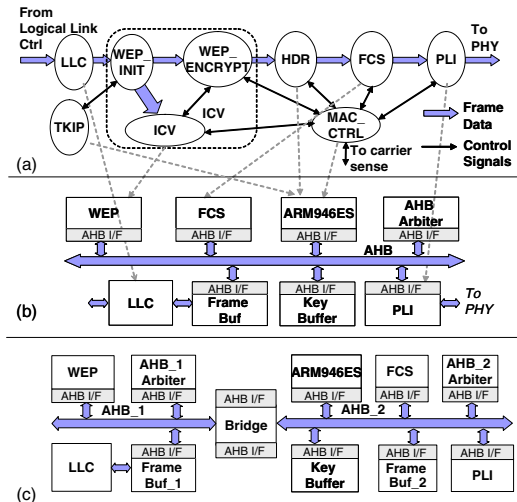 From
Logical Link
Ctrl
LLC
WEP_
INIT
WEP_
ENCRYPT
HDR
FCS
PLI
To
PHY
TKIP
ICV
ICV
MAC_
CTRL
To carrier
sense
Frame
Data
Control
Signals
(a)
WEP
AHB I/F
FCS
AHB I/F
ARM946ES
AHB I/F
AHB
Arbiter
AHB I/F
AHB
LLC
AHB I/F
Frame
Buf
AHB I/F
Key
Buffer
AHB I/F
PLI
To
PHY
(b)
WEP
AHB I/F
AHB_1
Arbiter
AHB I/F
AHB I/F
Bridge
AHB I/F
ARM946ES
AHB I/F
FCS
AHB I/F
AHB_2
Arbiter
AHB I/F
AHB_1
AHB_2
LLC
AHB I/F
Frame
Buf_1
AHB I/F
Key
Buffer
AHB I/F
Frame
Buf_2
AHB I/F
PLI
(c)